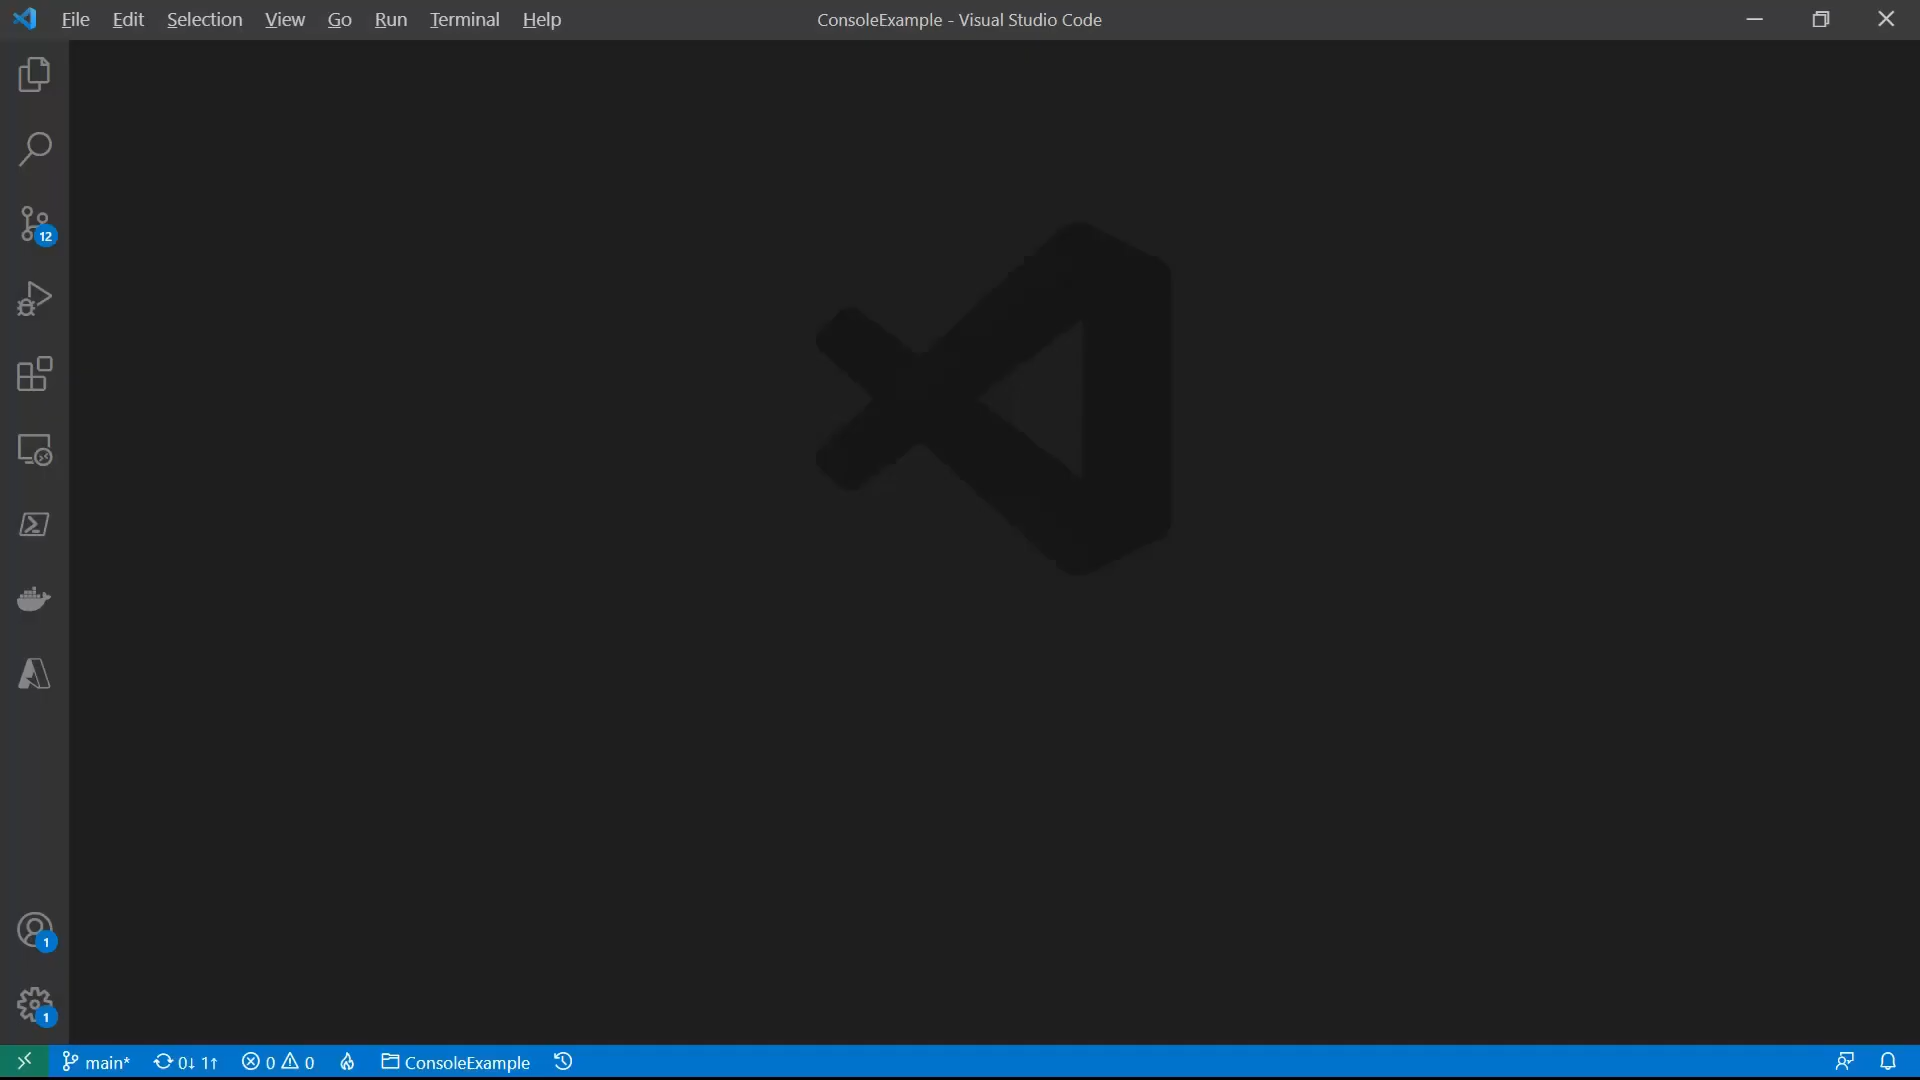 File Edit Selection View Go Run Terminal Help ConsoleExample - Visual Studio Code
12
1
1
main* 0↓ 1↑ 0 0 ConsoleExample